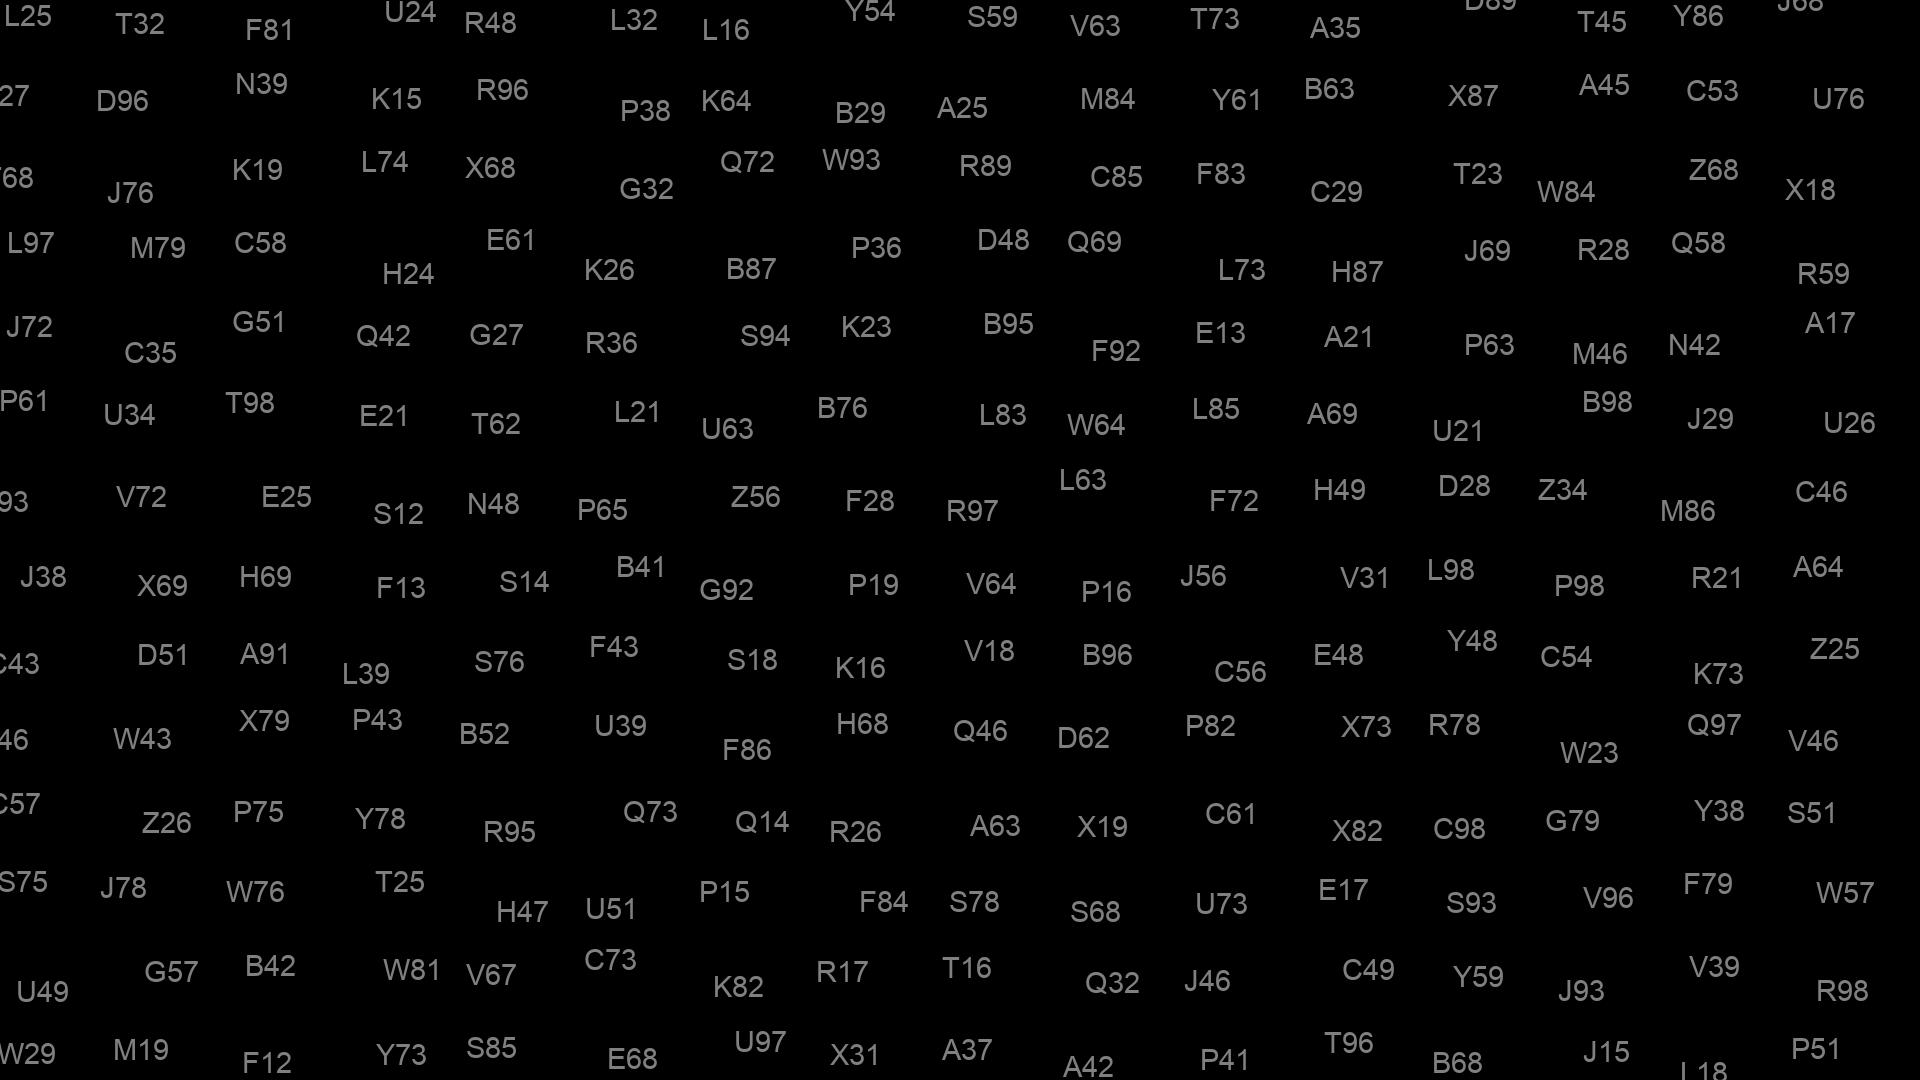 L25 T32 F81 U24 R48 L32 L16 Y54 S59 V63 T73 A35 D89 T45 Y86 J68
27 D96 N39 K15 R96 P38 K64 B29 A25 M84 Y61 B63 X87 A45 C53 U76
68 J76 K19 L74 X68 G32 Q72 W93 R89 C85 F83 C29 T23 W84 Z68 X18
L97 M79 C58 H24 E61 K26 B87 P36 D48 Q69 L73 H87 J69 R28 Q58 R59
J72 C35 G51 Q42 G27 R36 S94 K23 B95 F92 E13 A21 P63 M46 N42 A17
P61 U34 T98 E21 T62 L21 U63 B76 L83 W64 L85 A69 U21 B98 J29 U26
93 V72 E25 S12 N48 P65 Z56 F28 R97 L63 F72 H49 D28 Z34 M86 C46
J38 X69 H69 F13 S14 B41 G92 P19 V64 P16 J56 V31 L98 P98 R21 A64
C43 D51 A91 L39 S76 F43 S18 K16 V18 B96 C56 E48 Y48 C54 K73 Z25
46 W43 X79 P43 B52 U39 F86 H68 Q46 D62 P82 X73 R78 W23 Q97 V46
C57 Z26 P75 Y78 R95 Q73 Q14 R26 A63 X19 C61 X82 C98 G79 Y38 S51
S75 J78 W76 T25 H47 U51 P15 F84 S78 S68 U73 E17 S93 V96 F79 W57
U49 G57 B42 W81 V67 C73 K82 R17 T16 Q32 J46 C49 Y59 J93 V39 R98
W29 M19 F12 Y73 S85 E68 U97 X31 A37 A42 P41 T96 B68 J15 L18 P51